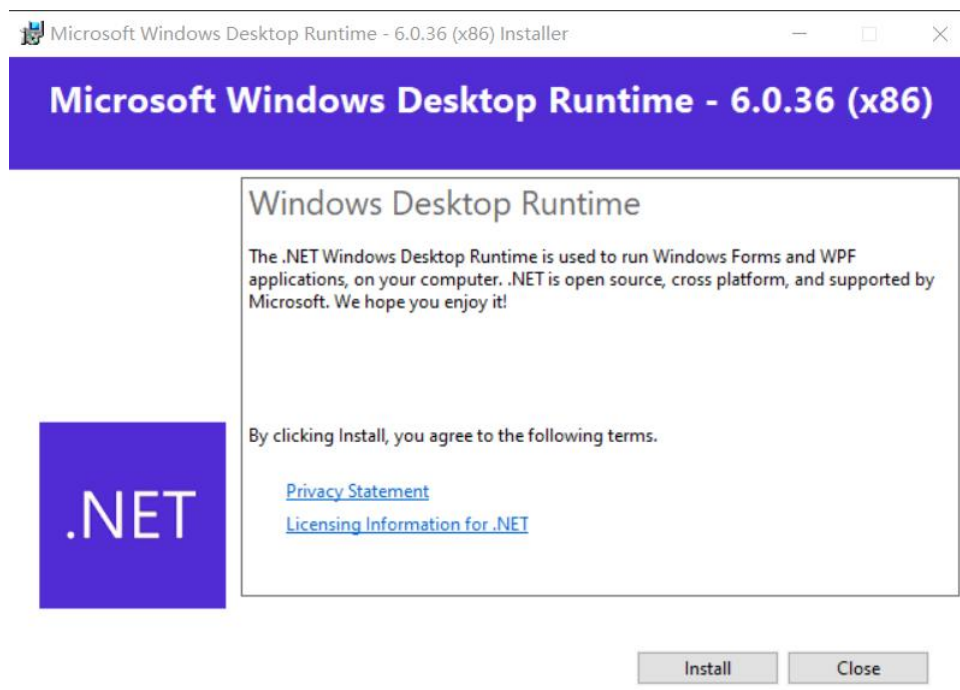 Microsoft Windows Desktop Runtime - 6.0.36 (x86) Installer
Microsoft Windows Desktop Runtime - 6.0.36 (x86)
Windows Desktop Runtime
The .NET Windows Desktop Runtime is used to run Windows Forms and WPF
applications, on your computer. .NET is open source, cross platform, and supported by
Microsoft. We hope you enjoy it!
By clicking Install, you agree to the following terms.
Privacy Statement
Licensing Information for .NET
.NET
Install
Close